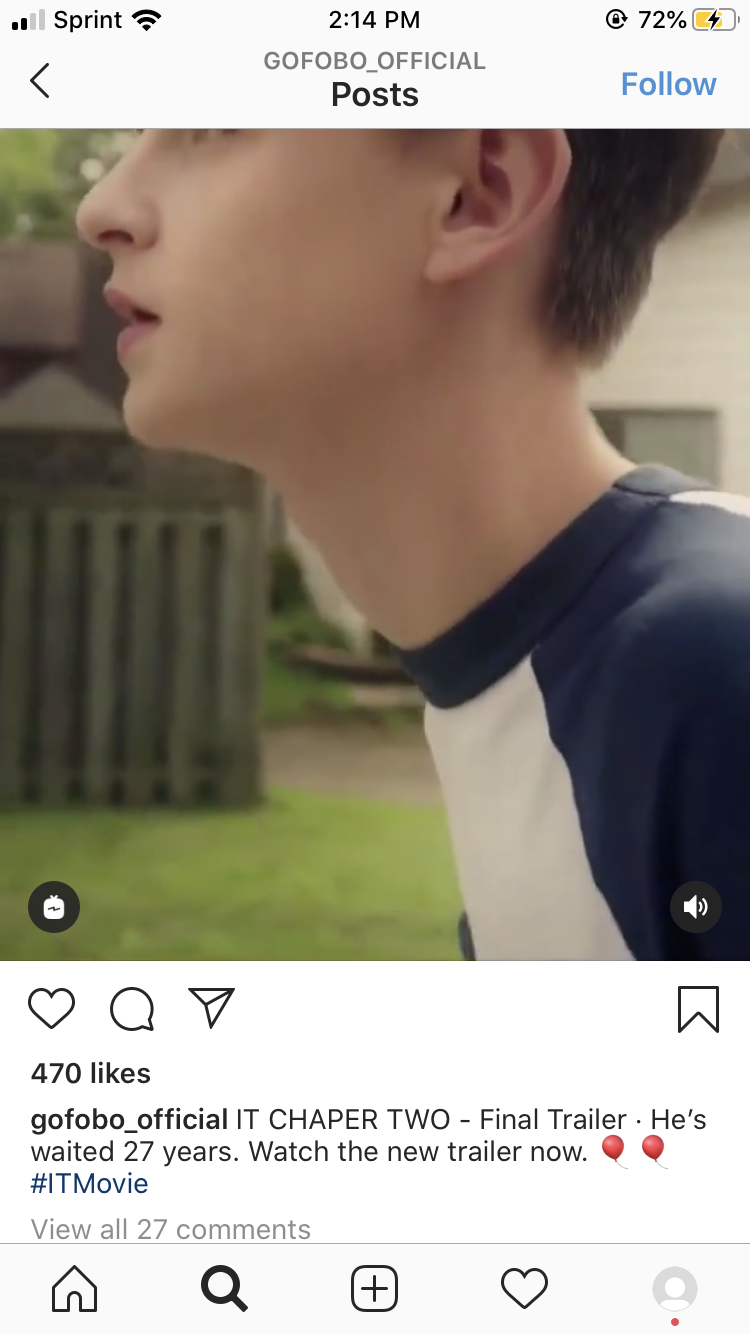 Sprint 2:14 PM 72%
GOFOBO_OFFICIAL
Posts
Follow
470 likes
gofobo_official IT CHAPER TWO - Final Trailer · He’s
waited 27 years. Watch the new trailer now. 🎈🎈
#ITMovie
View all 27 comments